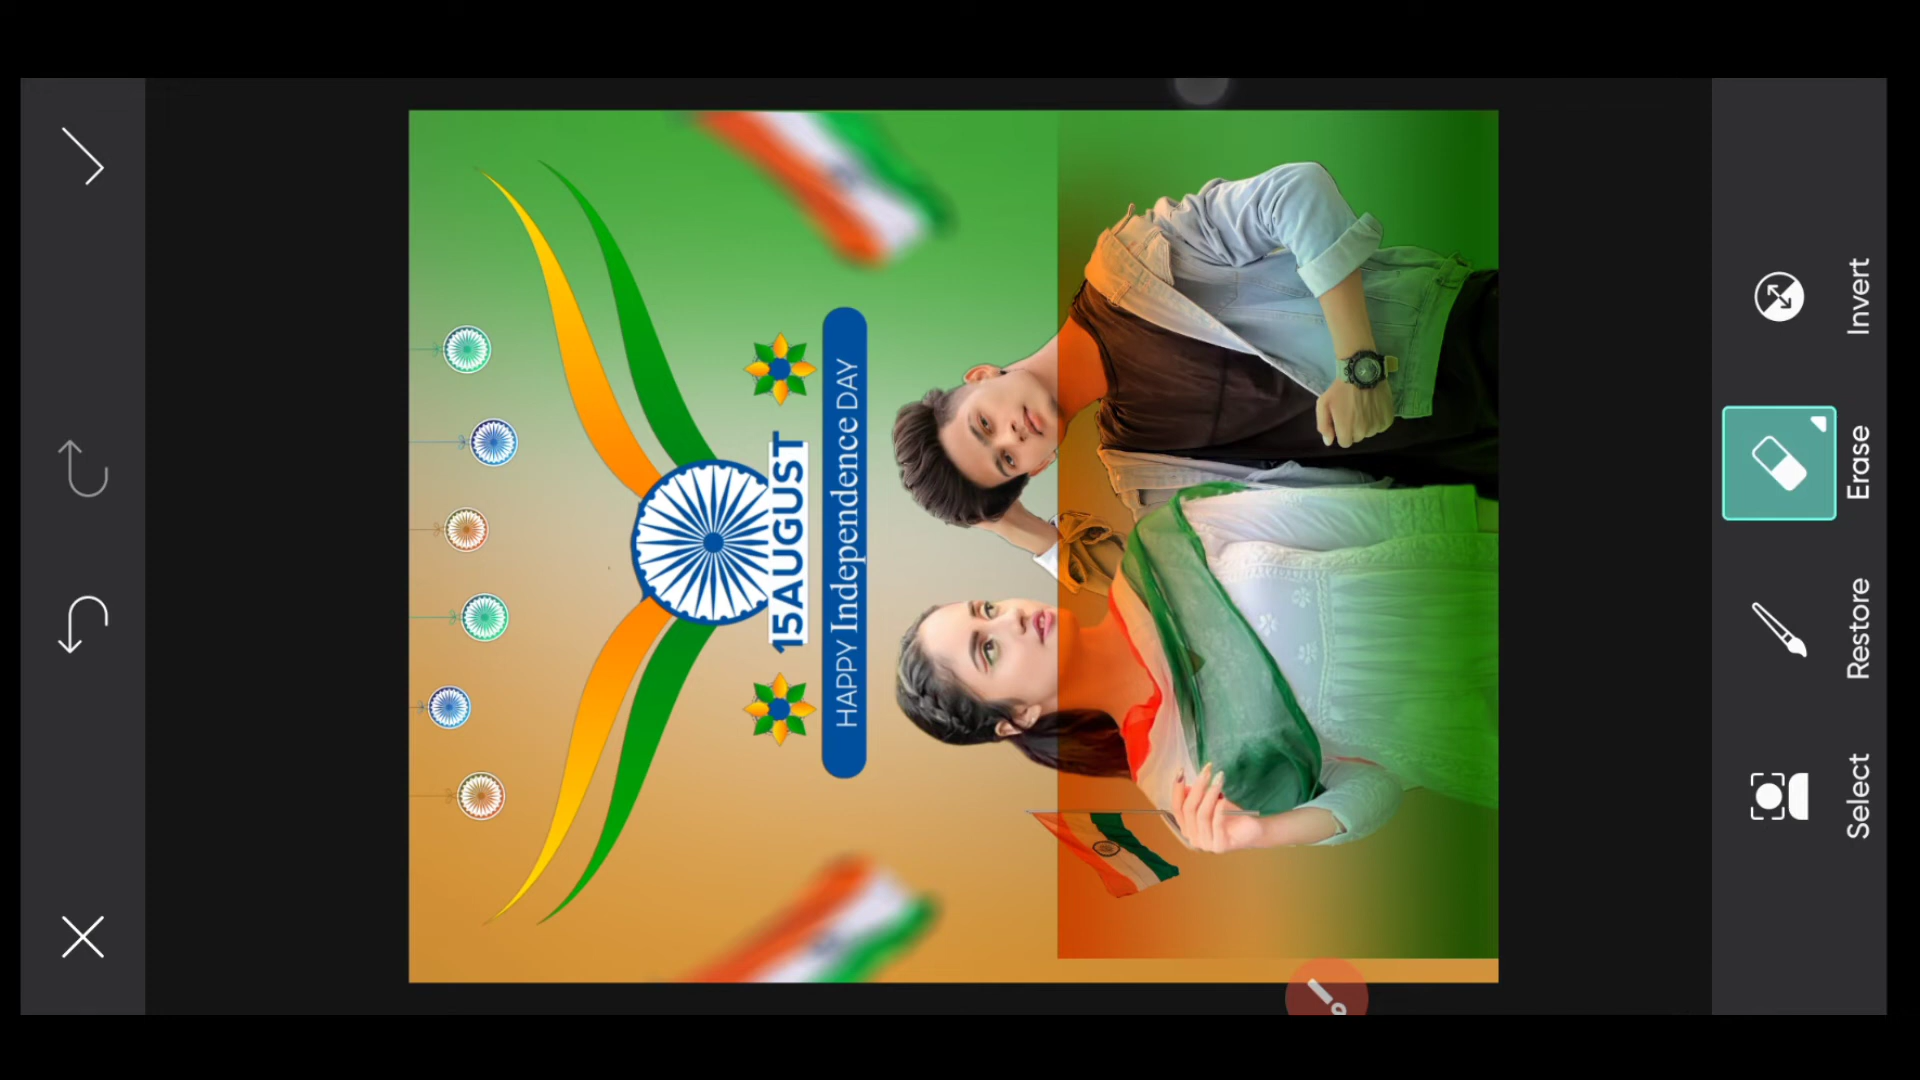 15AUGUST
HAPPY Independence DAY
Select
Restore
Erase
Invert